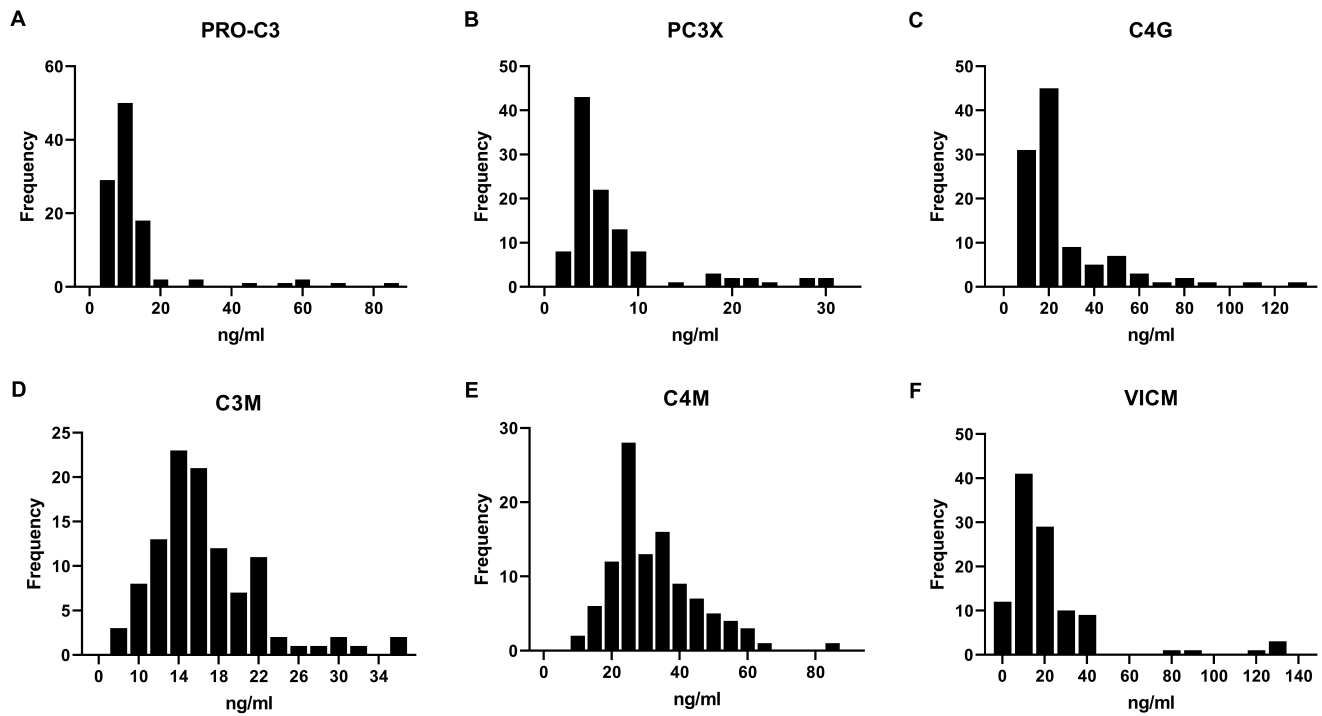 A
PRO-C3
60
40
20
0
Frequency
0 20 40 60 80
ng/ml
B
PC3X
50
40
30
20
10
0
Frequency
0 10 20 30
ng/ml
C
C4G
50
40
30
20
10
0
Frequency
0 20 40 60 80 100 120
ng/ml
D
C3M
25
20
15
10
5
0
Frequency
0 10 14 18 22 26 30 34
ng/ml
E
C4M
30
20
10
0
Frequency
0 20 40 60 80
ng/ml
F
VICM
50
40
30
20
10
0
Frequency
0 20 40 60 80 100 120 140
ng/ml